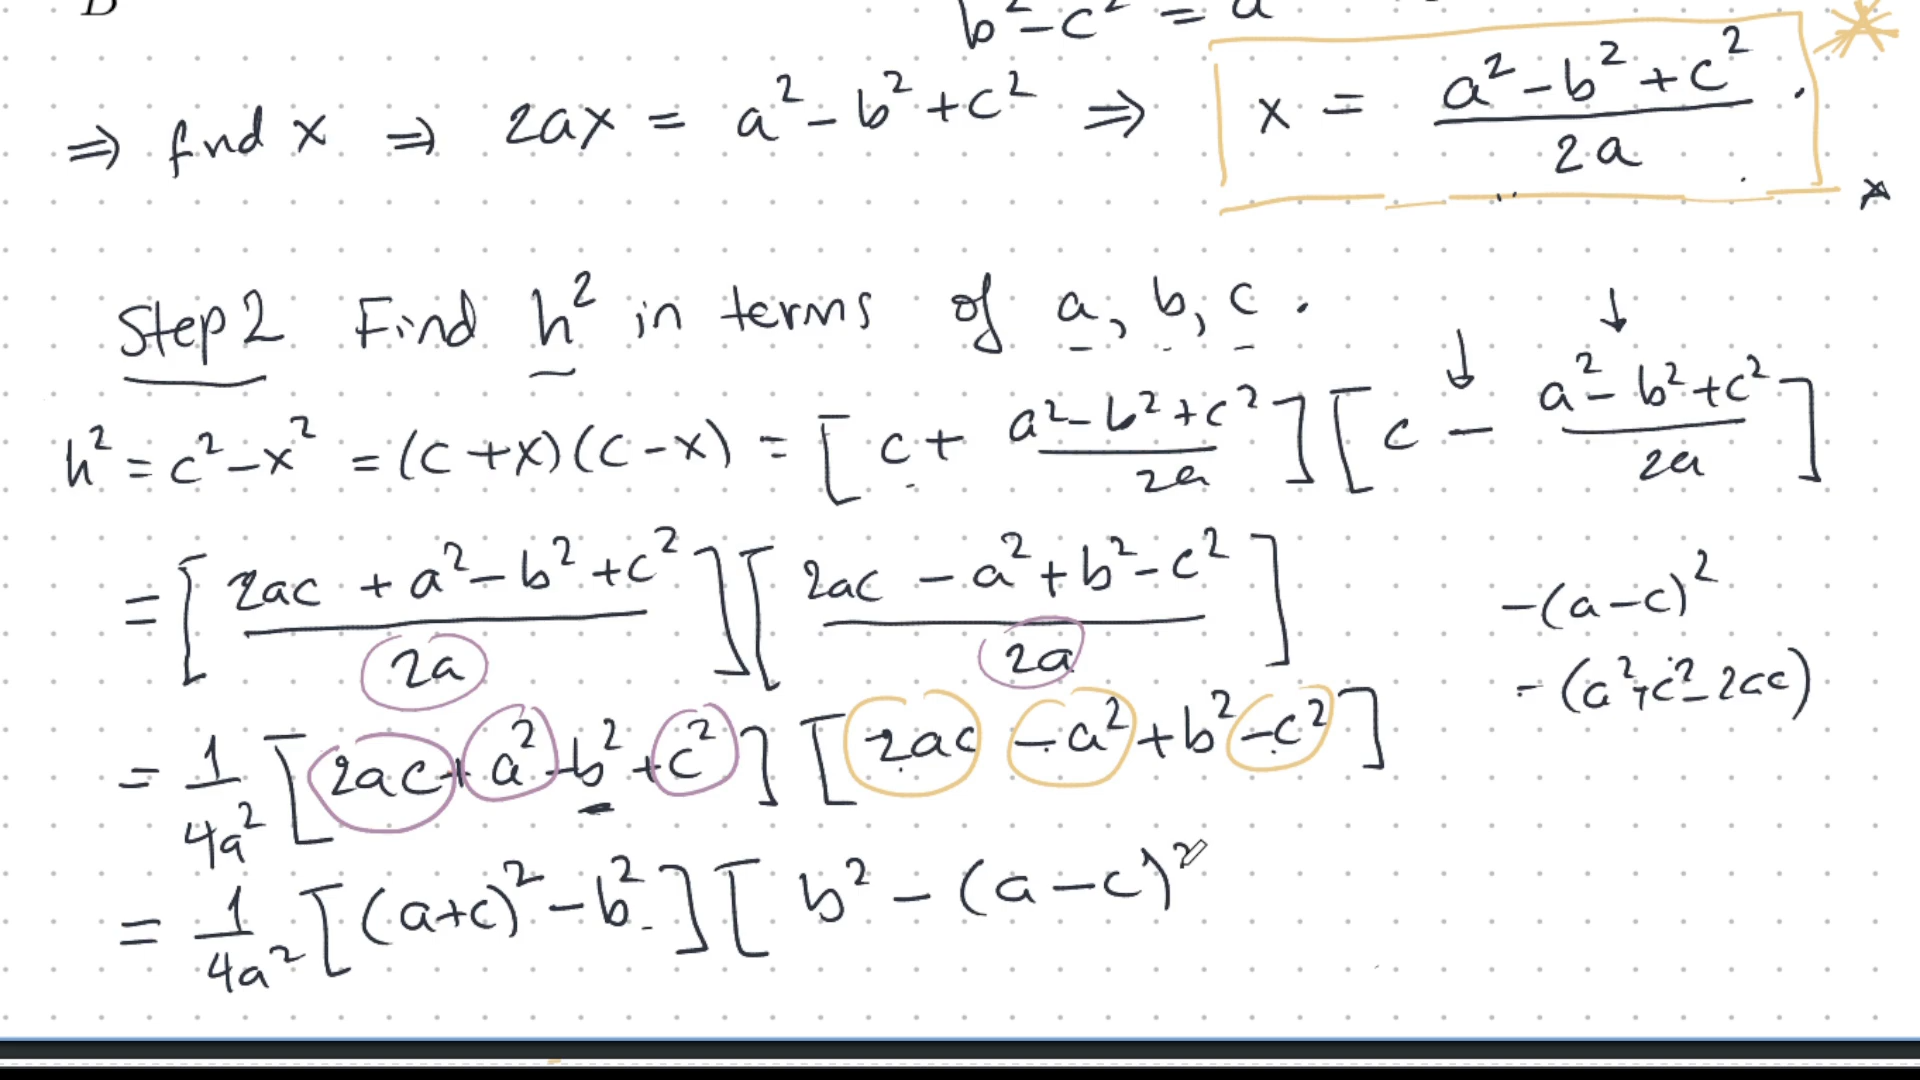 B
b² - c² = a
⇒ find x ⇒ 2ax = a² - b² + c² ⇒ x = (a² - b² + c²) / 2a .
Step 2 Find h² in terms of a, b, c .
h² = c² - x² = (c + x)(c - x) = [c + (a² - b² + c²) / 2a] [c - (a² - b² + c²) / 2a]
= [(2ac + a² - b² + c²) / 2a] [(2ac - a² + b² - c²) / 2a]
-(a - c)²
-(a² + c² - 2ac)
= 1/4a² [2ac + a² - b² + c²] [2ac - a² + b² - c²]
= 1/4a² [(a+c)² - b²] [b² - (a - c)²